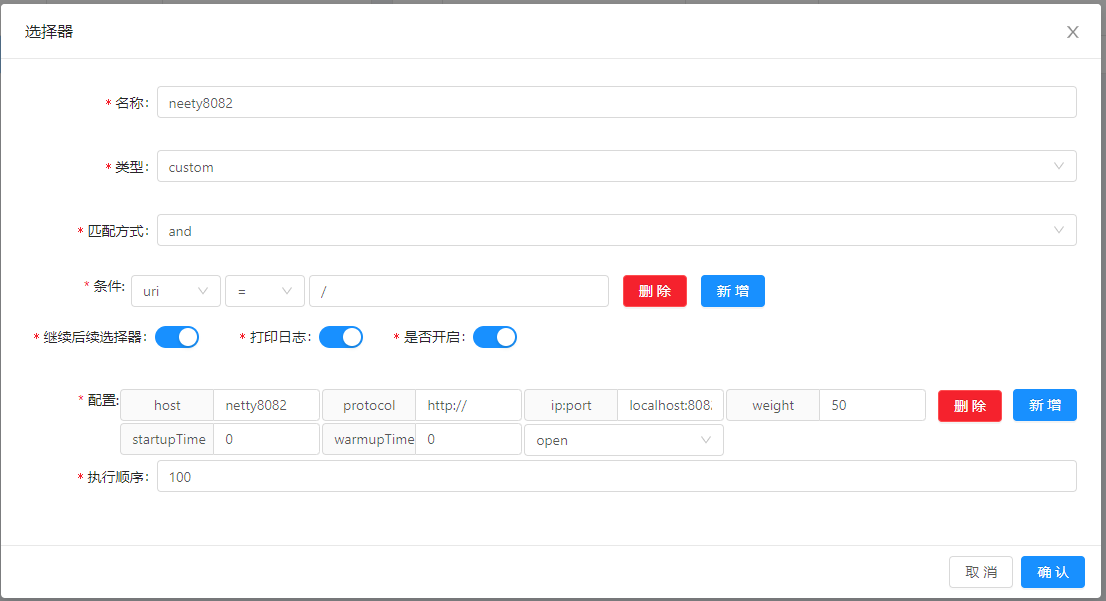 选择器
* 名称: neety8082
* 类型: custom
* 匹配方式: and
* 条件: uri = / 删 除 新 增
* 继续后续选择器: * 打印日志: * 是否开启:
* 配置: host netty8082 protocol http:// ip:port localhost:808 weight 50 删 除 新 增
startupTime 0 warmupTime 0 open
* 执行顺序: 100
取 消 确 认